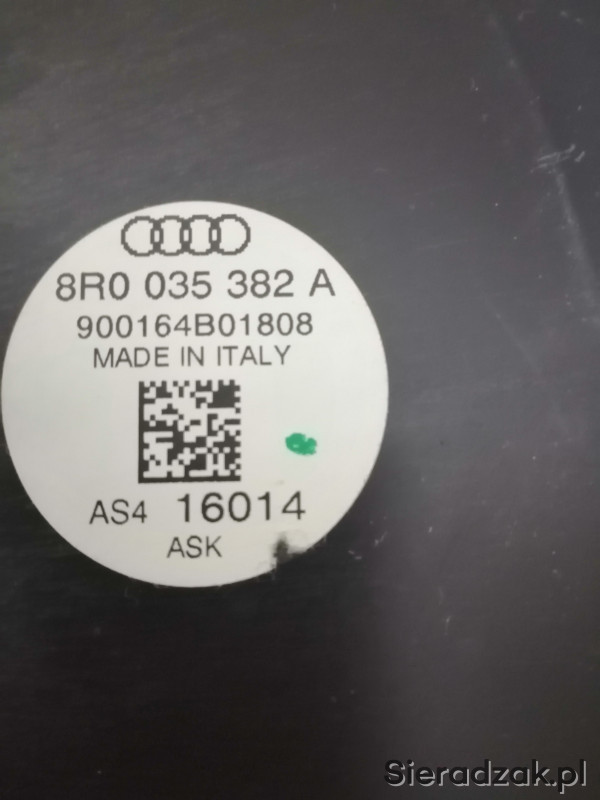 8R0 035 382 A
900164B01808
MADE IN ITALY
AS4 16014
ASK
Sieradzak.pl